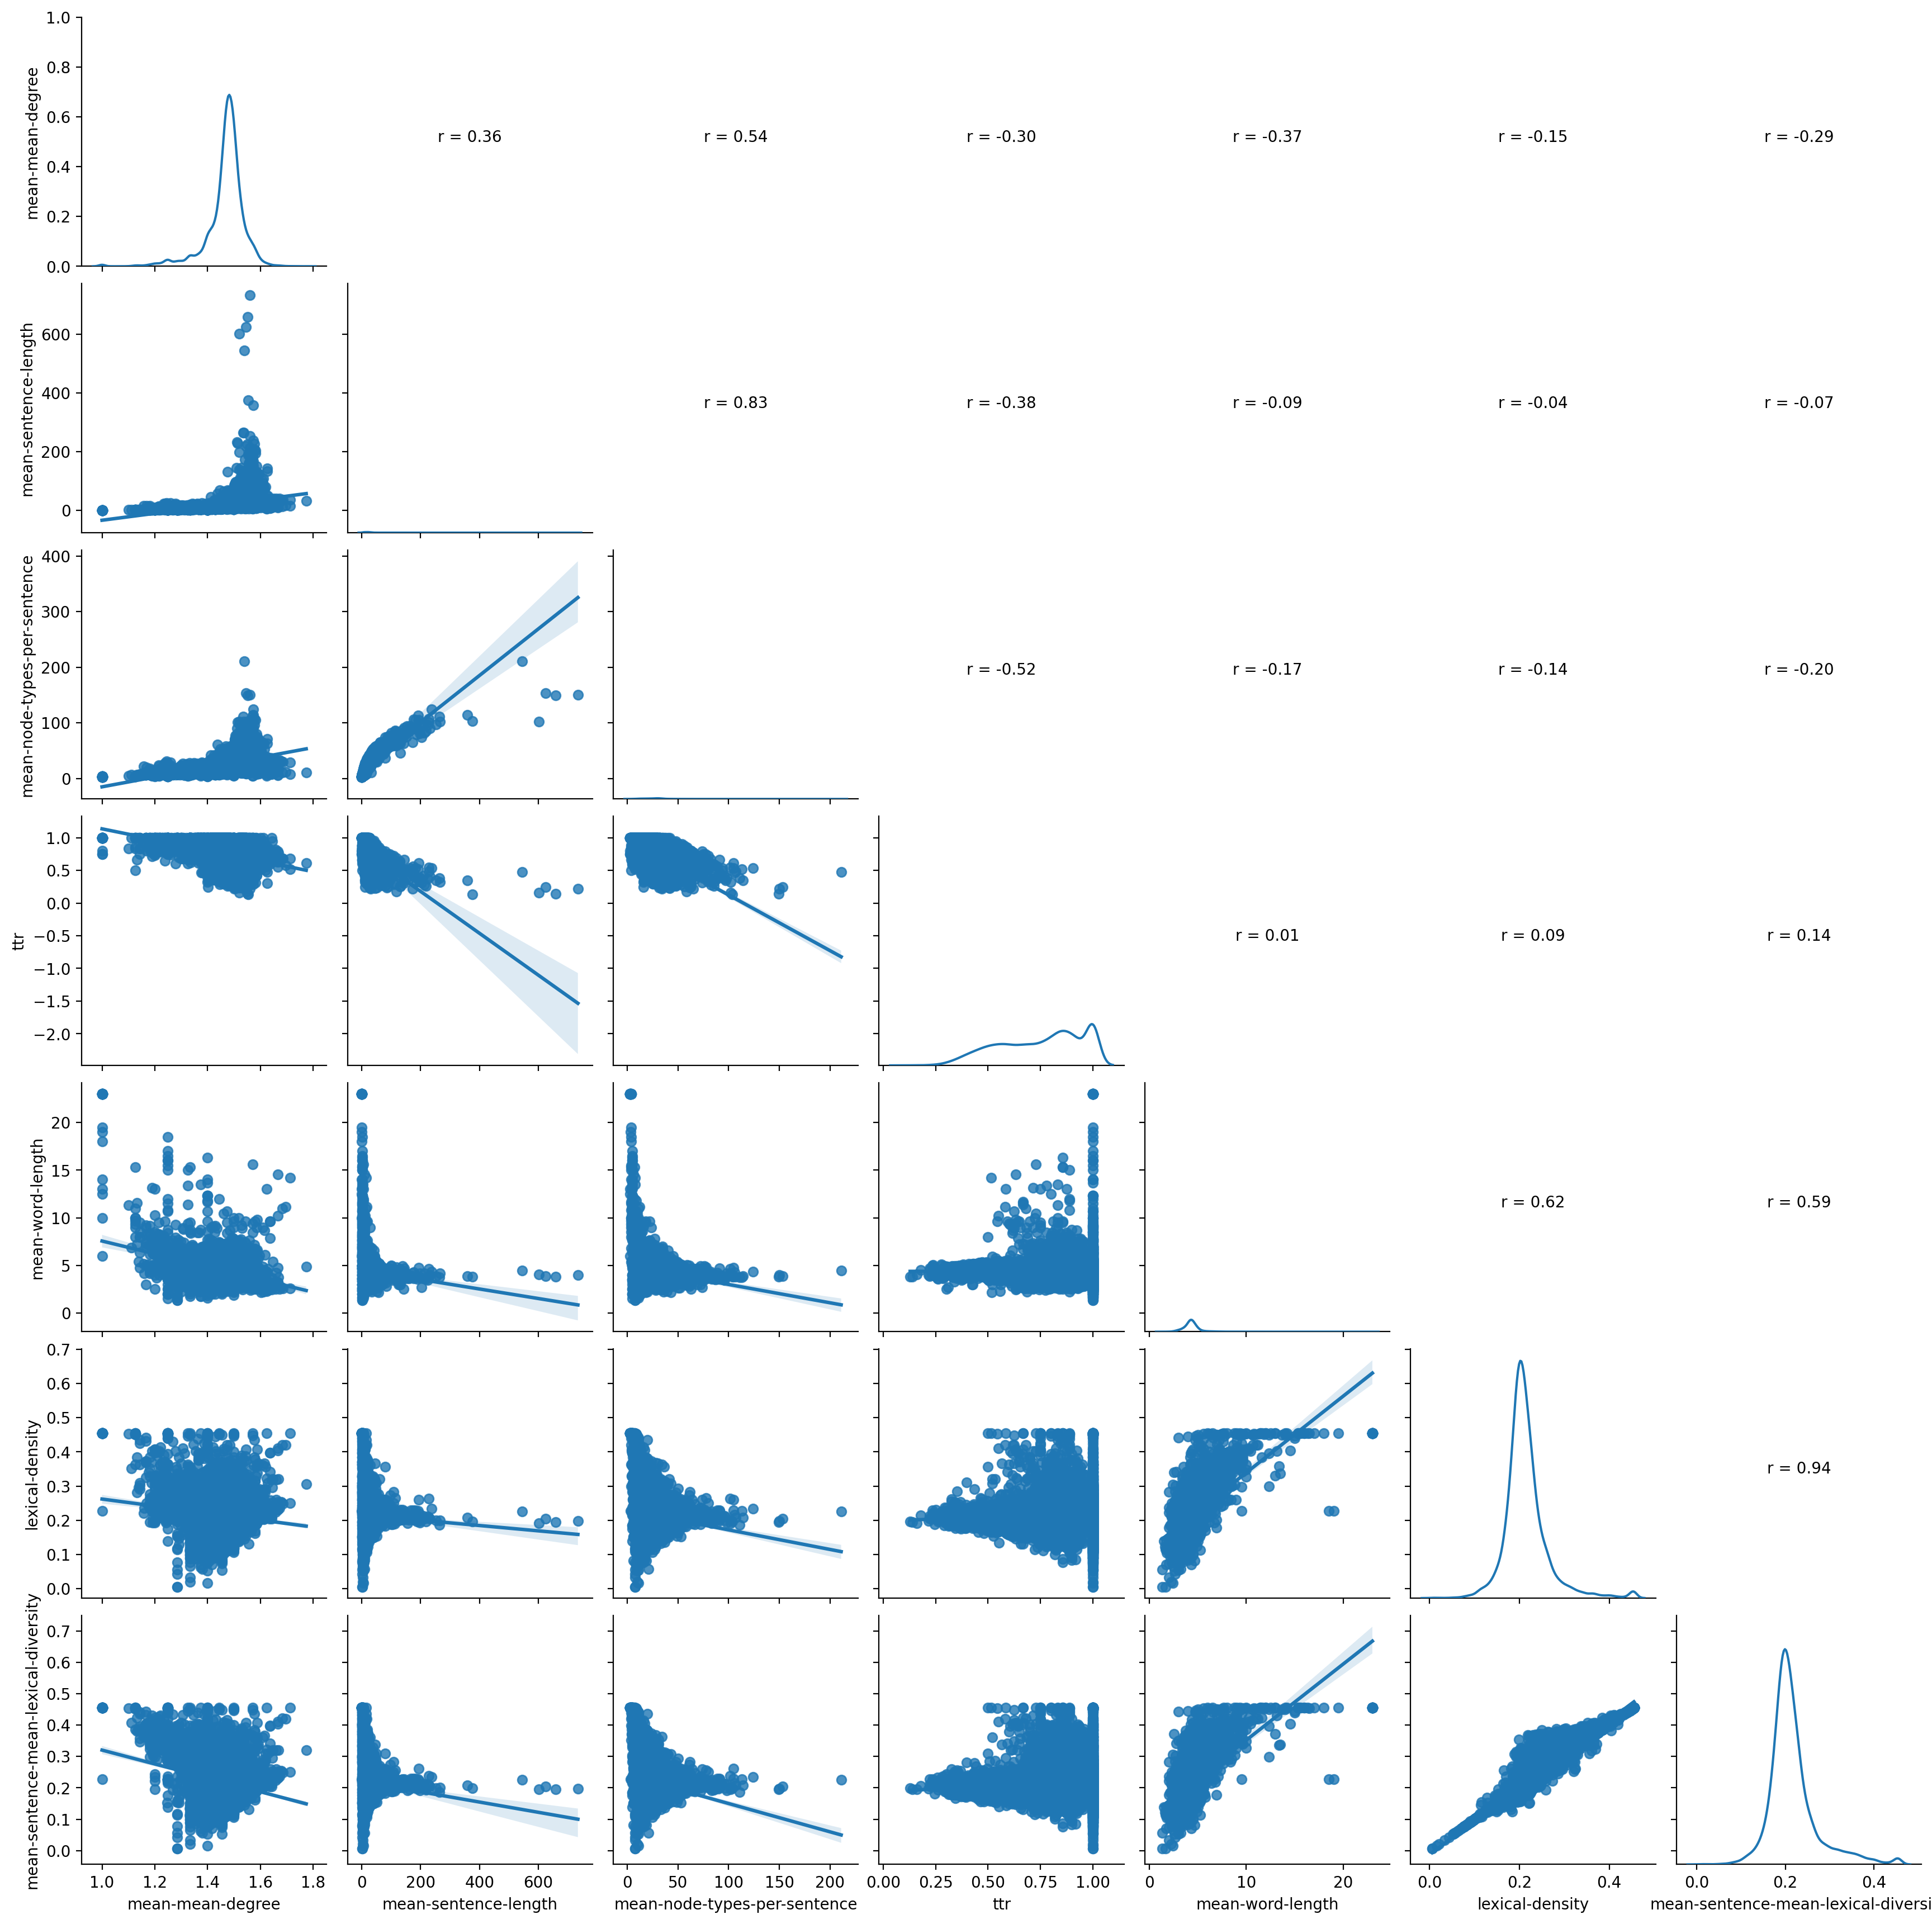 1.0
0.8
0.6
0.4
0.2
0.0
mean-mean-degree
r = 0.36
r = 0.54
r = -0.30
r = -0.37
r = -0.15
r = -0.29
600
400
200
0
mean-sentence-length
r = 0.83
r = -0.38
r = -0.09
r = -0.04
r = -0.07
400
300
200
100
0
mean-node-types-per-sentence
r = -0.52
r = -0.17
r = -0.14
r = -0.20
1.0
0.5
0.0
−0.5
−1.0
−1.5
−2.0
ttr
r = 0.01
r = 0.09
r = 0.14
20
15
10
5
0
mean-word-length
r = 0.62
r = 0.59
0.7
0.6
0.5
0.4
0.3
0.2
0.1
0.0
lexical-density
r = 0.94
0.7
0.6
0.5
0.4
0.3
0.2
0.1
0.0
mean-sentence-mean-lexical-diversity
1.0 1.2 1.4 1.6 1.8
mean-mean-degree
0 200 400 600
mean-sentence-length
0 50 100 150 200
mean-node-types-per-sentence
0.00 0.25 0.50 0.75 1.00
ttr
0 10 20
mean-word-length
0.0 0.2 0.4
lexical-density
0.0 0.2 0.4
mean-sentence-mean-lexical-diversi